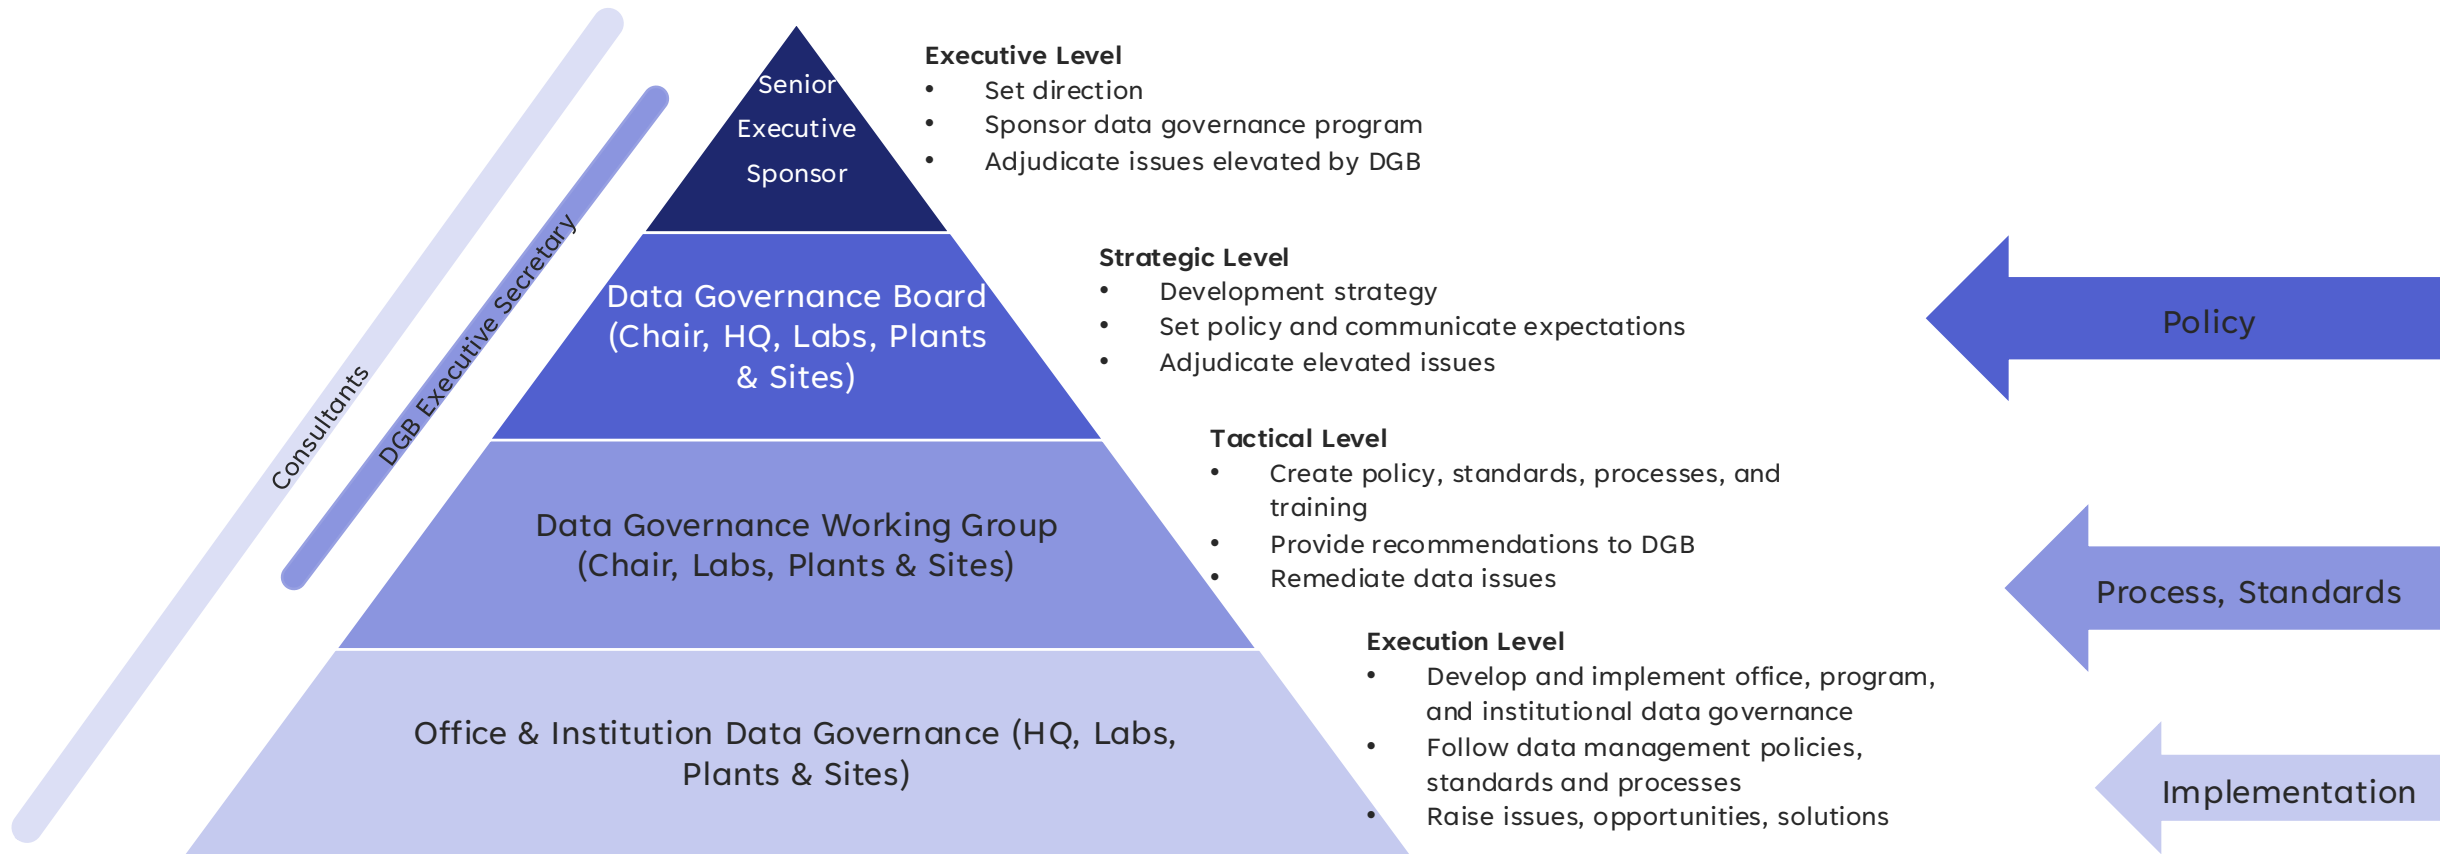 Consultants
DGB Executive Secretary
Senior
Executive
Sponsor
Data Governance Board
(Chair, HQ, Labs, Plants
& Sites)
Data Governance Working Group
(Chair, Labs, Plants & Sites)
Office & Institution Data Governance (HQ, Labs,
Plants & Sites)
Executive Level
• Set direction
• Sponsor data governance program
• Adjudicate issues elevated by DGB
Strategic Level
• Development strategy
• Set policy and communicate expectations
• Adjudicate elevated issues
Tactical Level
• Create policy, standards, processes, and
training
• Provide recommendations to DGB
• Remediate data issues
Execution Level
• Develop and implement office, program,
and institutional data governance
• Follow data management policies,
standards and processes
• Raise issues, opportunities, solutions
Policy
Process, Standards
Implementation